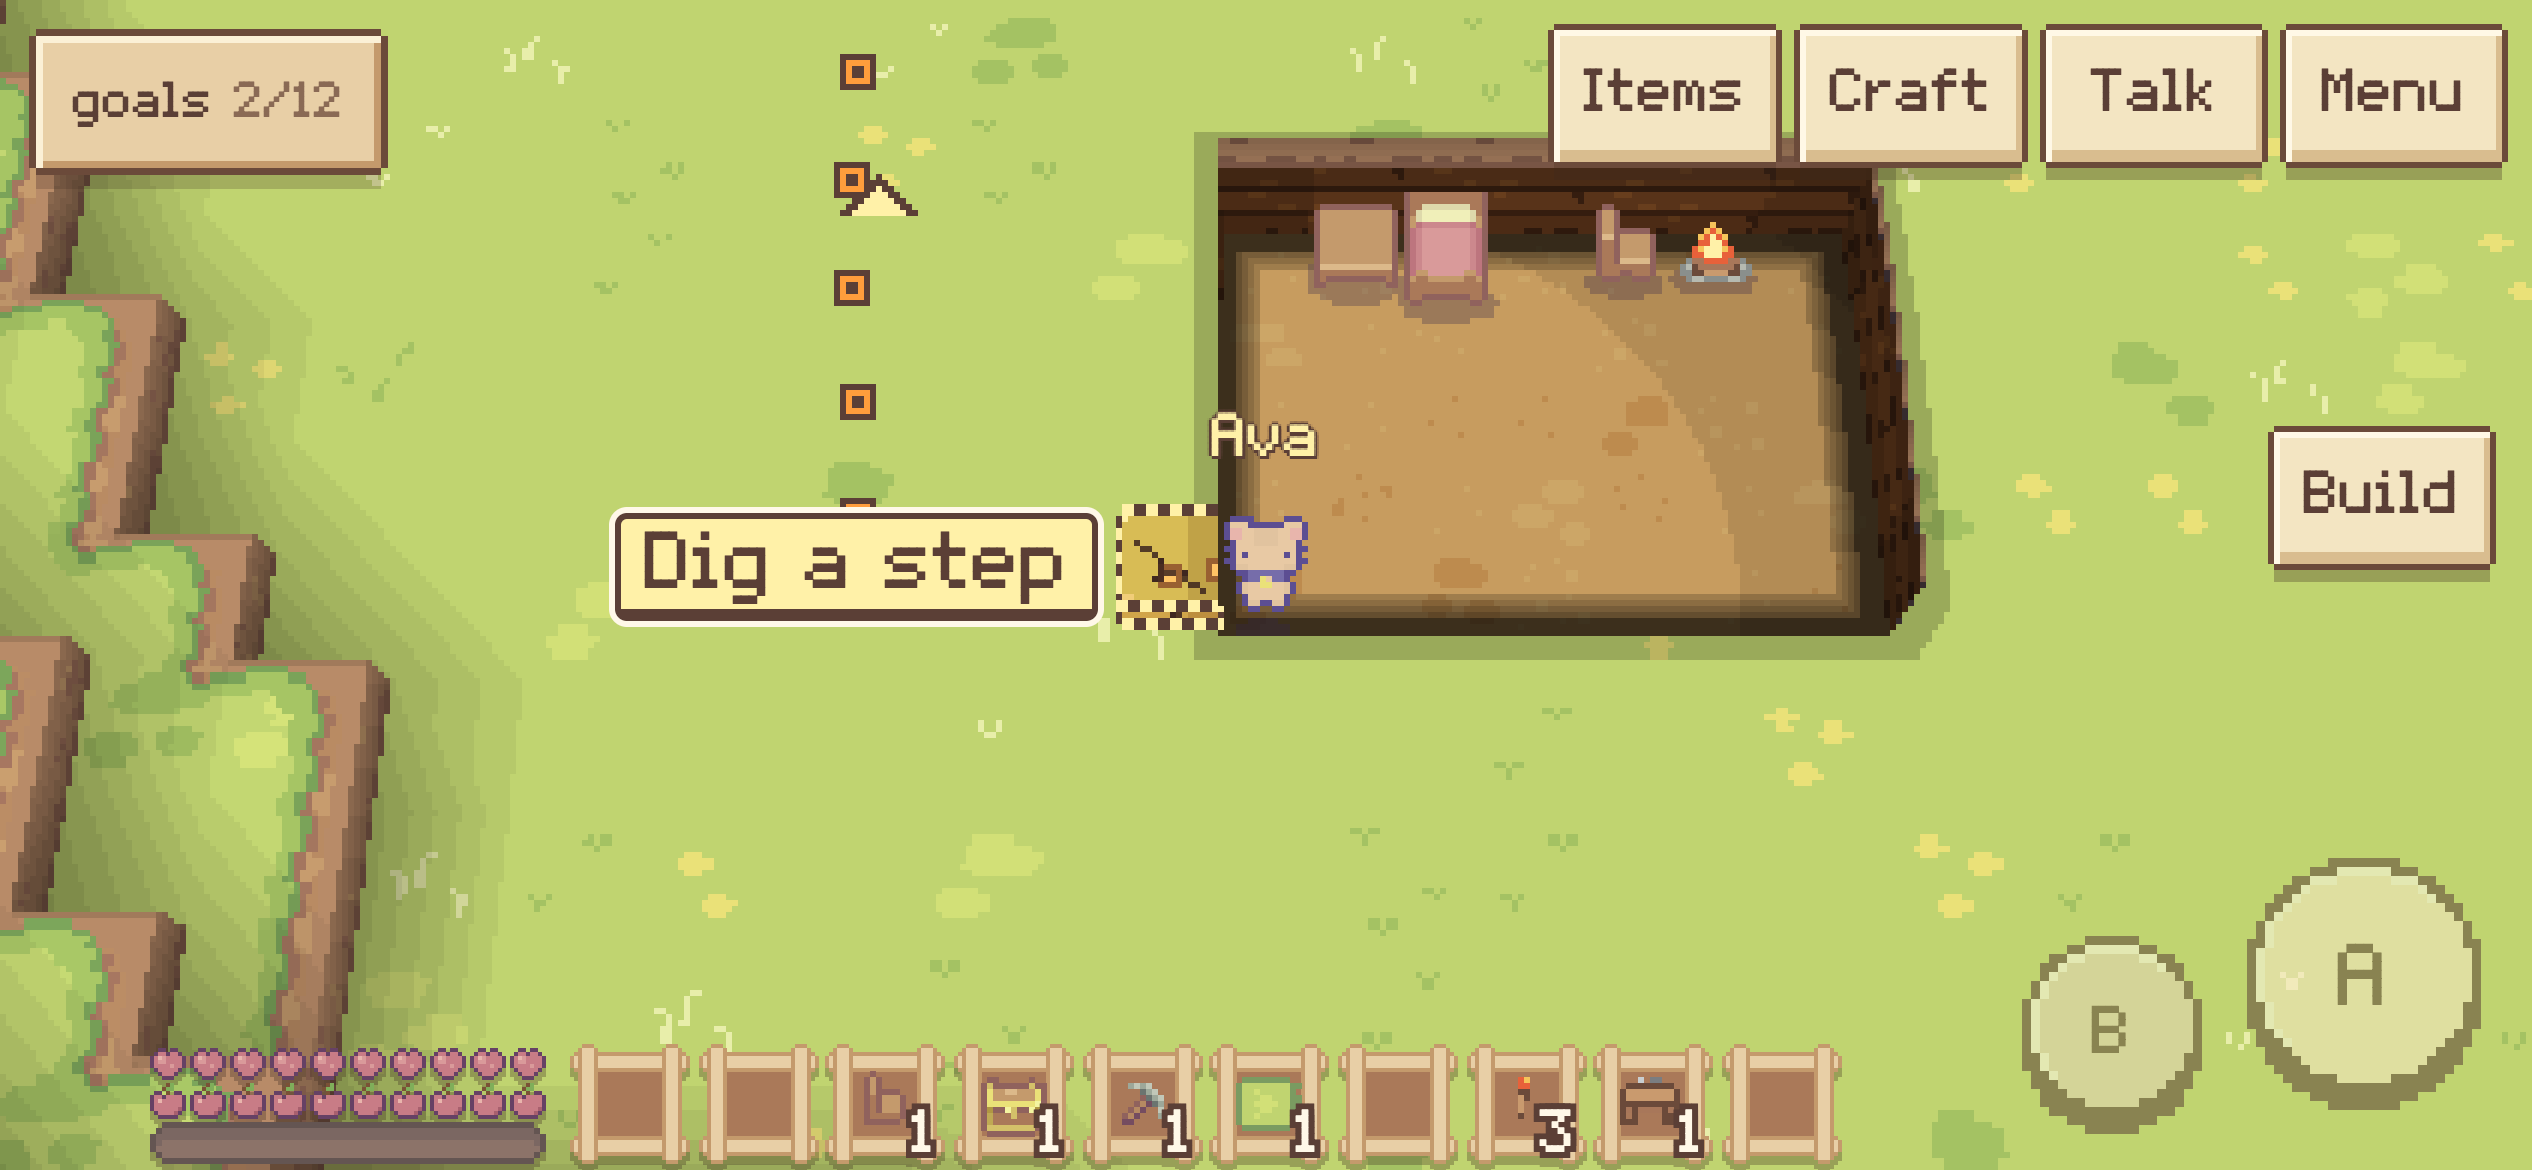 goals 2/12
Items
Craft
Talk
Menu
Ava
Build
Dig a step
A
B
1
1
1
1
3
1